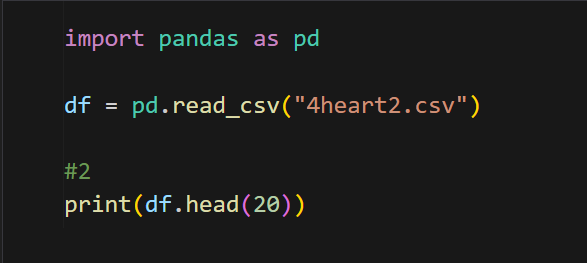 import pandas as pd
df = pd.read_csv("4heart2.csv")
#2
print(df.head(20))